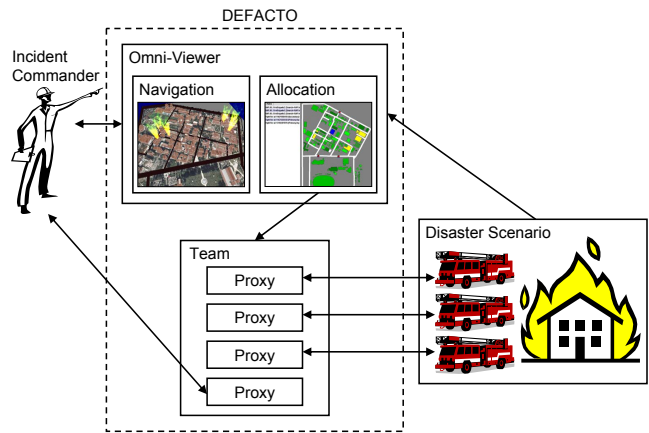 DEFACTO
Incident
Commander
Omni-Viewer
Navigation
Allocation
Team
Proxy
Proxy
Proxy
Proxy
Disaster Scenario